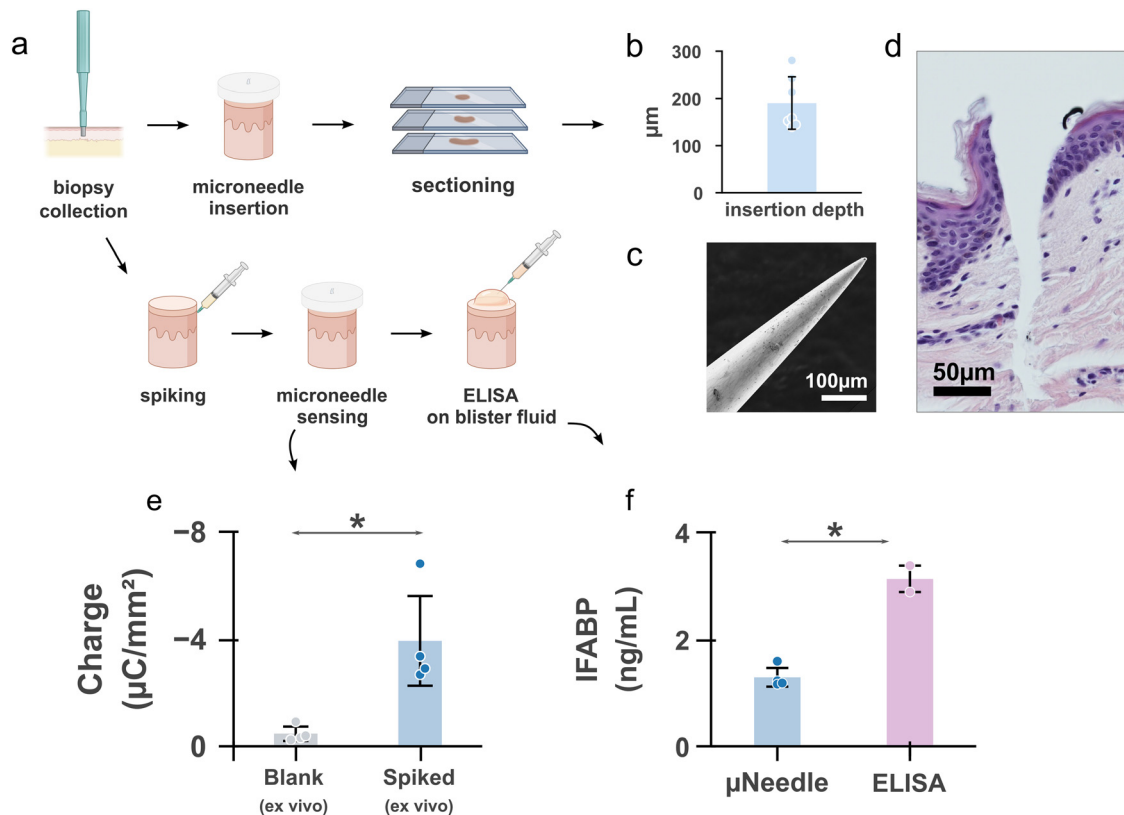 a
biopsy
collection
microneedle
insertion
sectioning
spiking
microneedle
sensing
ELISA
on blister fluid
b
300
200
100
0
µm
insertion depth
c
100µm
d
50µm
e
−8
−4
0
Charge
(µC/mm²)
*
Blank
(ex vivo)
Spiked
(ex vivo)
f
4
2
0
IFABP
(ng/mL)
*
µNeedle
ELISA